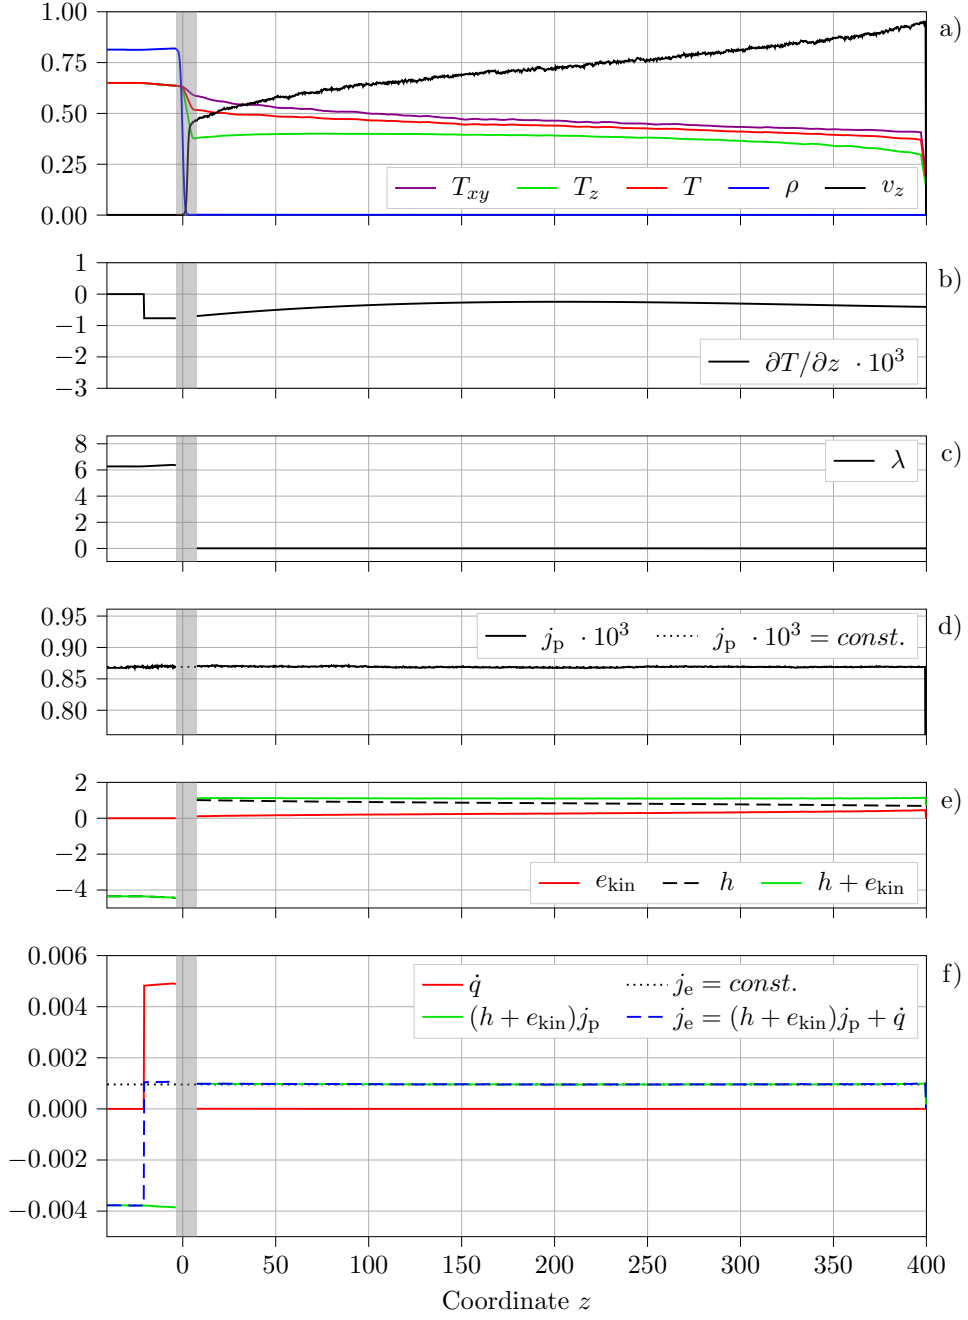 a)
1.00
0.75
0.50
0.25
0.00
T_{xy} T_z T ρ v_z
b)
1
0
−1
−2
−3
∂T/∂z · 10^3
c)
8
6
4
2
0
λ
d)
0.95
0.90
0.85
0.80
j_p · 10^3 j_p · 10^3 = const.
e)
2
0
−2
−4
e_kin h h + e_kin
f)
0.006
0.004
0.002
0.000
−0.002
−0.004
q̇ j_e = const.
(h + e_kin)j_p j_e = (h + e_kin)j_p + q̇
0 50 100 150 200 250 300 350 400
Coordinate z